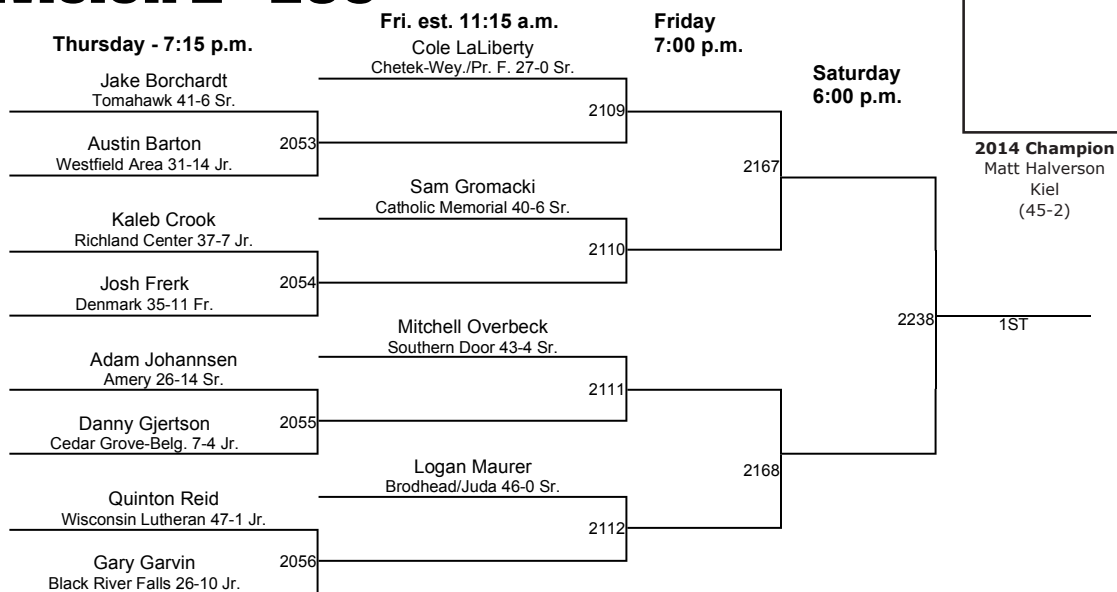 Thursday - 7:15 p.m.
Jake Borchardt
Tomahawk 41-6 Sr.
Austin Barton
Westfield Area 31-14 Jr.
2053
Kaleb Crook
Richland Center 37-7 Jr.
Josh Frerk
Denmark 35-11 Fr.
2054
Adam Johannsen
Amery 26-14 Sr.
Danny Gjertson
Cedar Grove-Belg. 7-4 Jr.
2055
Quinton Reid
Wisconsin Lutheran 47-1 Jr.
Gary Garvin
Black River Falls 26-10 Jr.
2056
Fri. est. 11:15 a.m.
Cole LaLiberty
Chetek-Wey./Pr. F. 27-0 Sr.
2109
Sam Gromacki
Catholic Memorial 40-6 Sr.
2110
Mitchell Overbeck
Southern Door 43-4 Sr.
2111
Logan Maurer
Brodhead/Juda 46-0 Sr.
2112
Friday
7:00 p.m.
2167
2168
Saturday
6:00 p.m.
2238
1ST
2014 Champion
Matt Halverson
Kiel
(45-2)